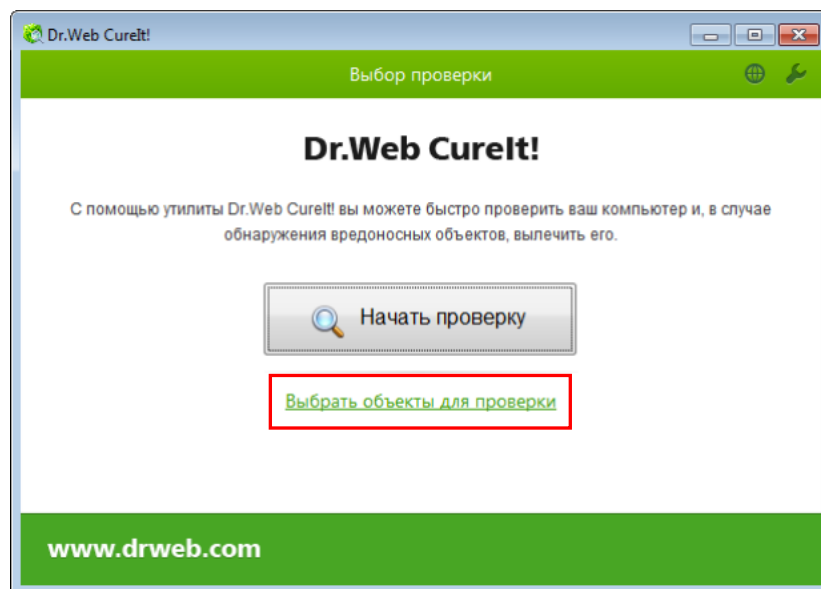 Dr.Web CureIt!
Выбор проверки
Dr.Web CureIt!
С помощью утилиты Dr.Web CureIt! вы можете быстро проверить ваш компьютер и, в случае
обнаружения вредоносных объектов, вылечить его.
Начать проверку
Выбрать объекты для проверки
www.drweb.com